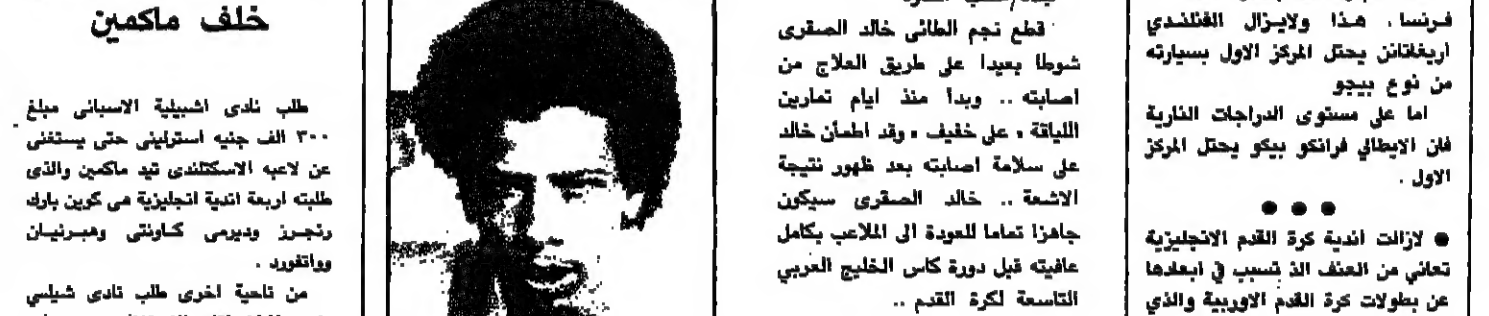 فرنسا. هذا ولايزال الفنلندي
اريفاتانن يحتل المركز الاول بسيارته
من نوع بيجو
اما على مستوى الدراجات النارية
فان الايطالي فرانكو بيكو يحتل المركز
الاول .
● ● ●
● لازالت أندية كرة القدم الانجليزية
تعاني من العنف الذ تسبب في ابعادها
عن بطولات كرة القدم الاوربية والذي
قطع نجم الطائى خالد الصقرى
شوطا بعيدا على طريق العلاج من
اصابته .. وبدأ منذ ايام تمارين
اللياقة « على خفيف » وقد اطمأن خالد
على سلامة اصابته بعد ظهور نتيجة
الاشعة .. خالد الصقرى سيكون
جاهزا تماما للعودة الى الملاعب بكامل
عافيته قبل دورة كاس الخليج العربي
التاسعة لكرة القدم ..
خلف ماكمين
طلب نادى اشبيلية الاسبانى مبلغ
٣٠٠ الف جنيه استرلينى حتى يستغنى
عن لاعبه الاسكتلندى تيد ماكمين والذى
طلبته اربعة اندية انجليزية هى كوين بارك
رنجرز وديرمى كاونتى وهبرنيان
وواتفورد .
من ناحية اخرى طلب نادى شيلسي